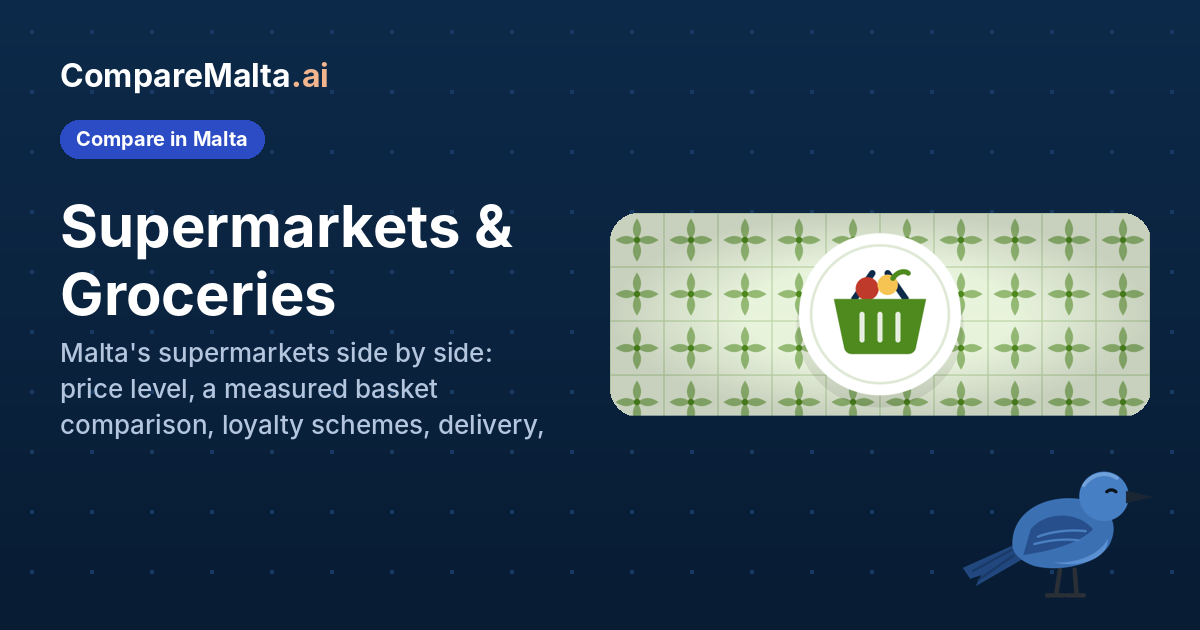 CompareMalta.ai
Compare in Malta
Supermarkets &
Groceries
Malta's supermarkets side by side:
price level, a measured basket
comparison, loyalty schemes, delivery,